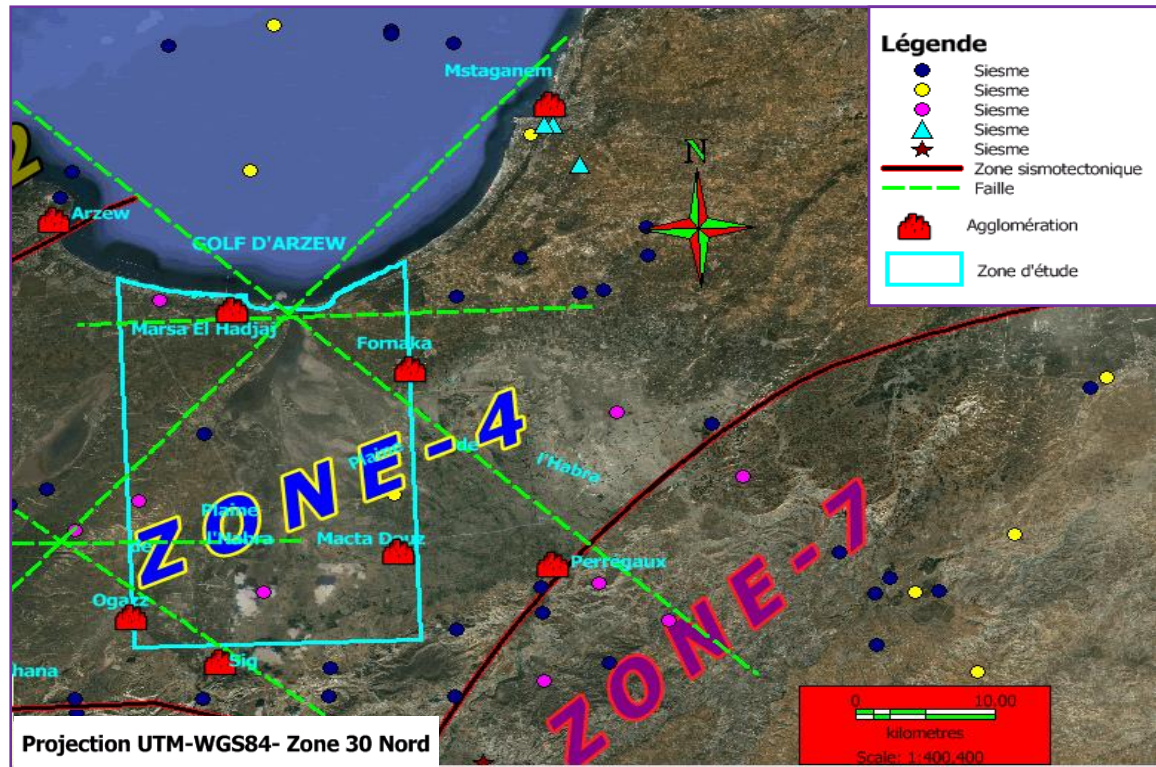 Légende
Siesme
Siesme
Siesme
Siesme
Siesme
Zone sismotectonique
Faille
Agglomération
Zone d'étude
N
Mstaganem
2
Arzew
GOLF D'ARZEW
Marsa El Hadjaj
Fornaka
ZONE-4
Plaine de l'Habra
Plaine
de l'Habra
Macta Douz
Perregaux
ZONE-7
Ogazz
Sig
hana
0 10,00
kilometres
Scale: 1:400,400
Projection UTM-WGS84- Zone 30 Nord